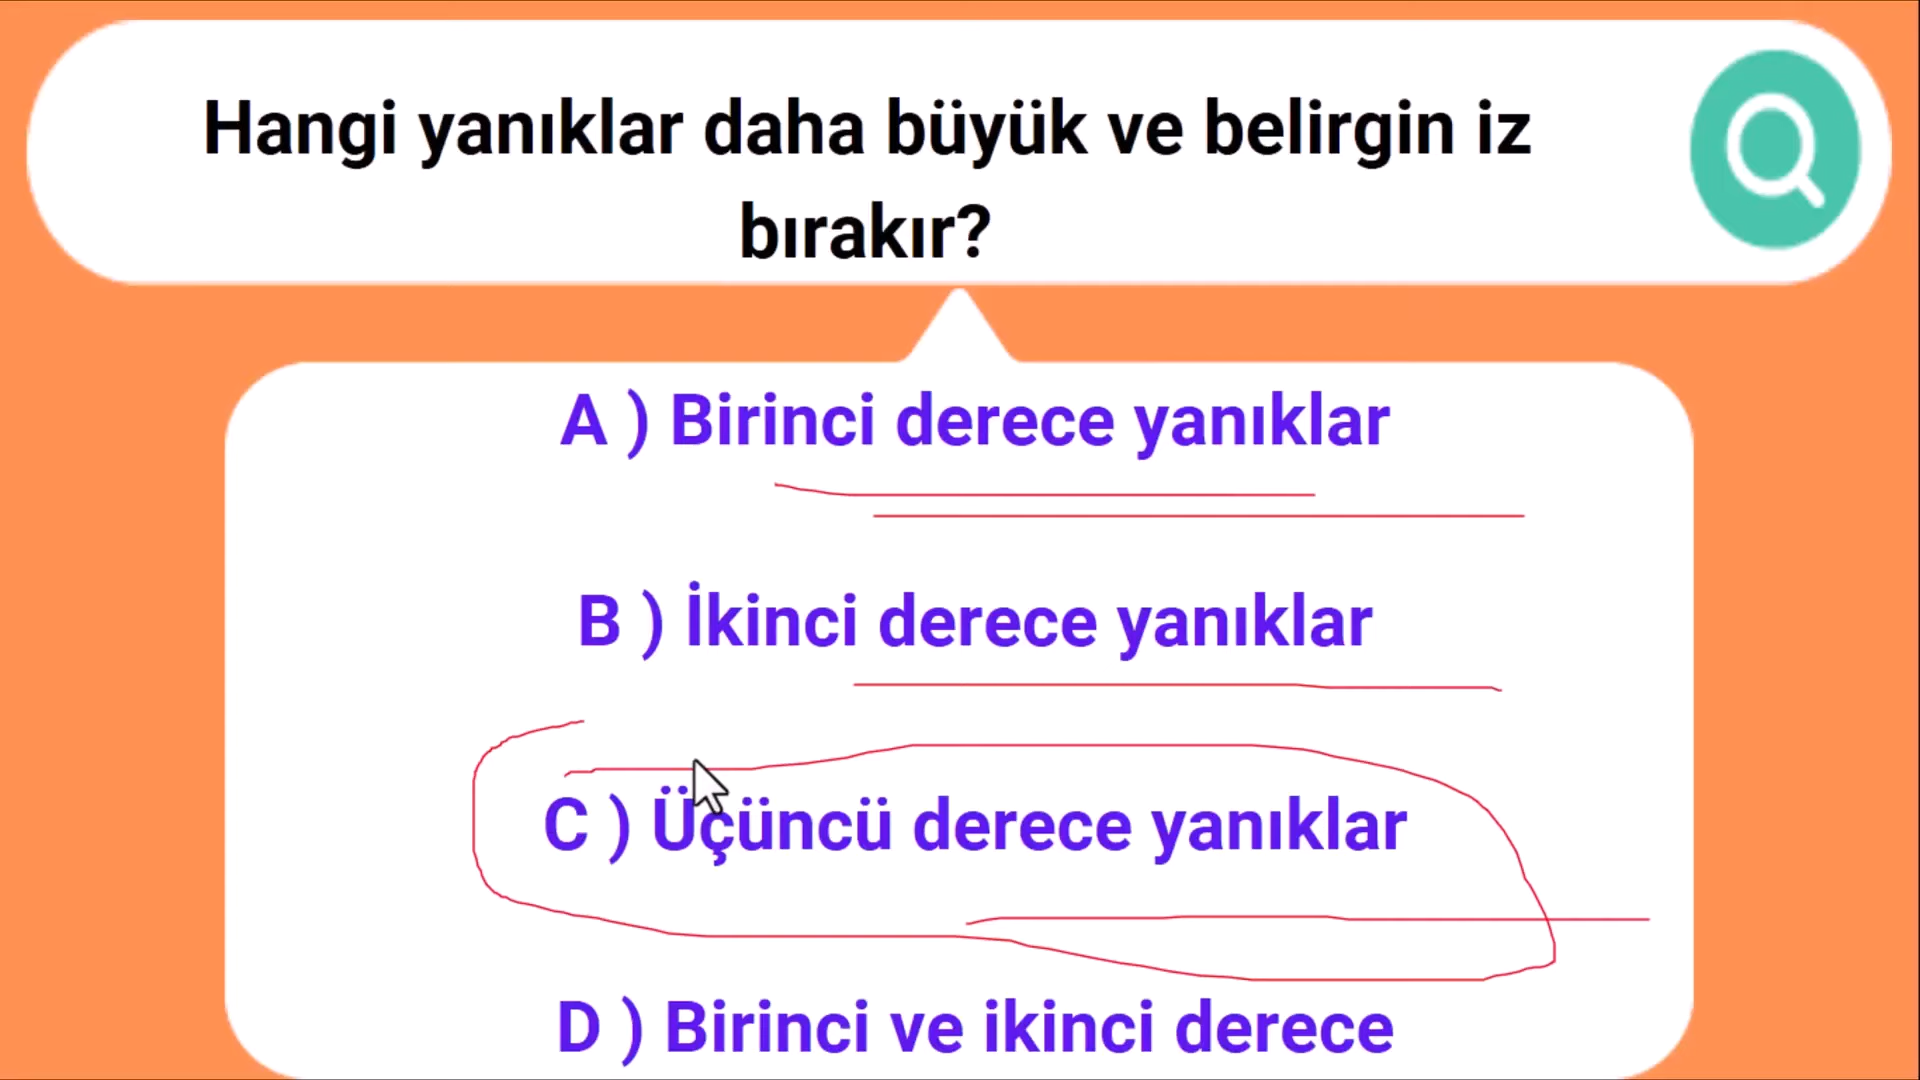 Hangi yanıklar daha büyük ve belirgin iz
bırakır?
A ) Birinci derece yanıklar
B ) İkinci derece yanıklar
C ) Üçüncü derece yanıklar
D ) Birinci ve ikinci derece